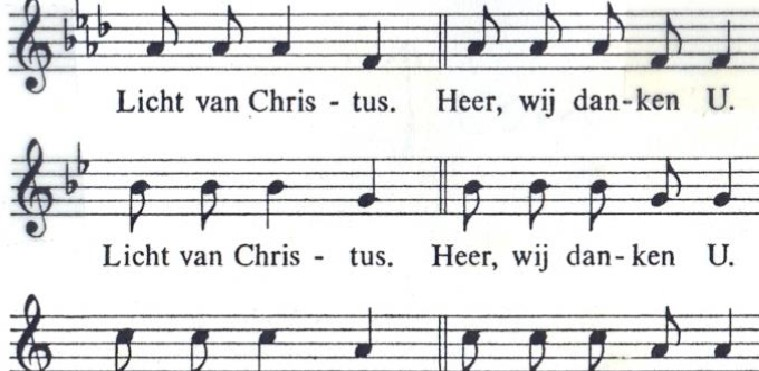 Licht van Chris - tus. Heer, wij dan-ken U.
Licht van Chris - tus. Heer, wij dan-ken U.